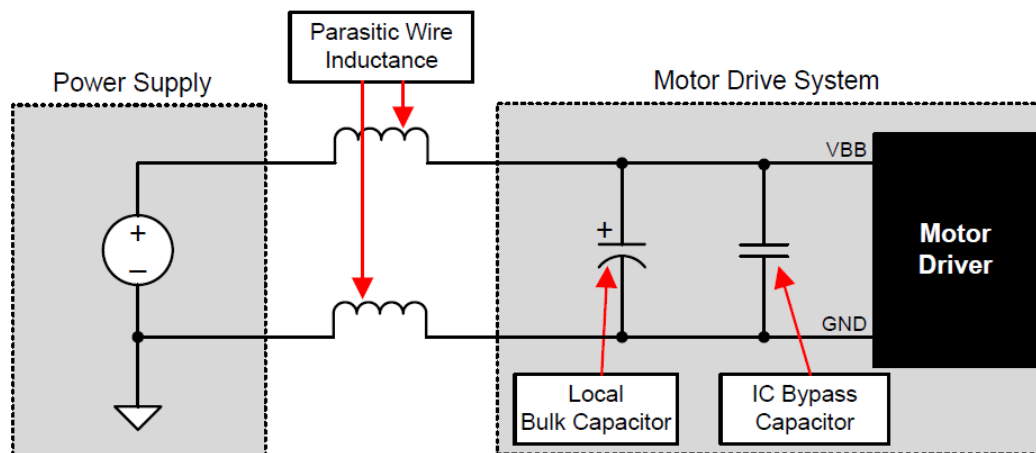 Parasitic Wire
Inductance
Power Supply
Motor Drive System
VBB
+
–
+
Motor
Driver
GND
Local
Bulk Capacitor
IC Bypass
Capacitor